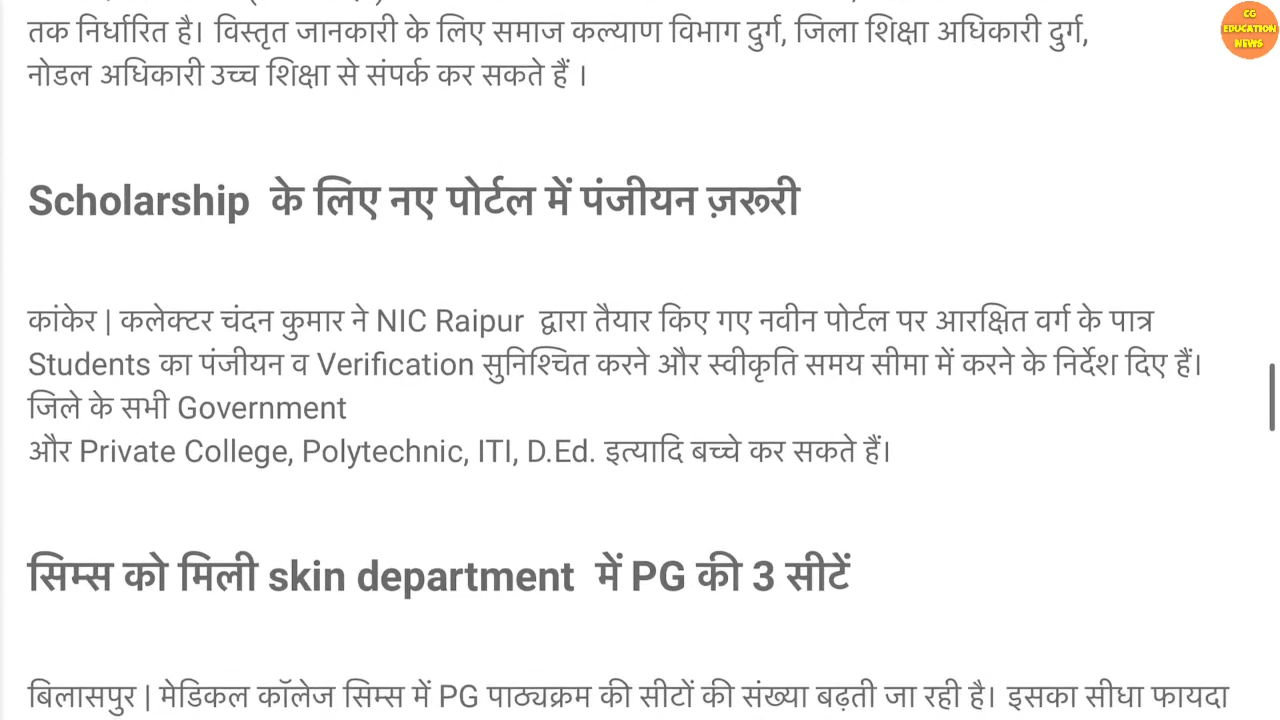 तक निर्धारित है। विस्तृत जानकारी के लिए समाज कल्याण विभाग दुर्ग, जिला शिक्षा अधिकारी दुर्ग,
नोडल अधिकारी उच्च शिक्षा से संपर्क कर सकते हैं ।
CG
EDUCATION
NEWS
Scholarship के लिए नए पोर्टल में पंजीयन ज़रूरी
कांकेर | कलेक्टर चंदन कुमार ने NIC Raipur द्वारा तैयार किए गए नवीन पोर्टल पर आरक्षित वर्ग के पात्र
Students का पंजीयन व Verification सुनिश्चित करने और स्वीकृति समय सीमा में करने के निर्देश दिए हैं।
जिले के सभी Government
और Private College, Polytechnic, ITI, D.Ed. इत्यादि बच्चे कर सकते हैं।
सिम्स को मिली skin department में PG की 3 सीटें
बिलासपुर | मेडिकल कॉलेज सिम्स में PG पाठ्यक्रम की सीटों की संख्या बढ़ती जा रही है। इसका सीधा फायदा